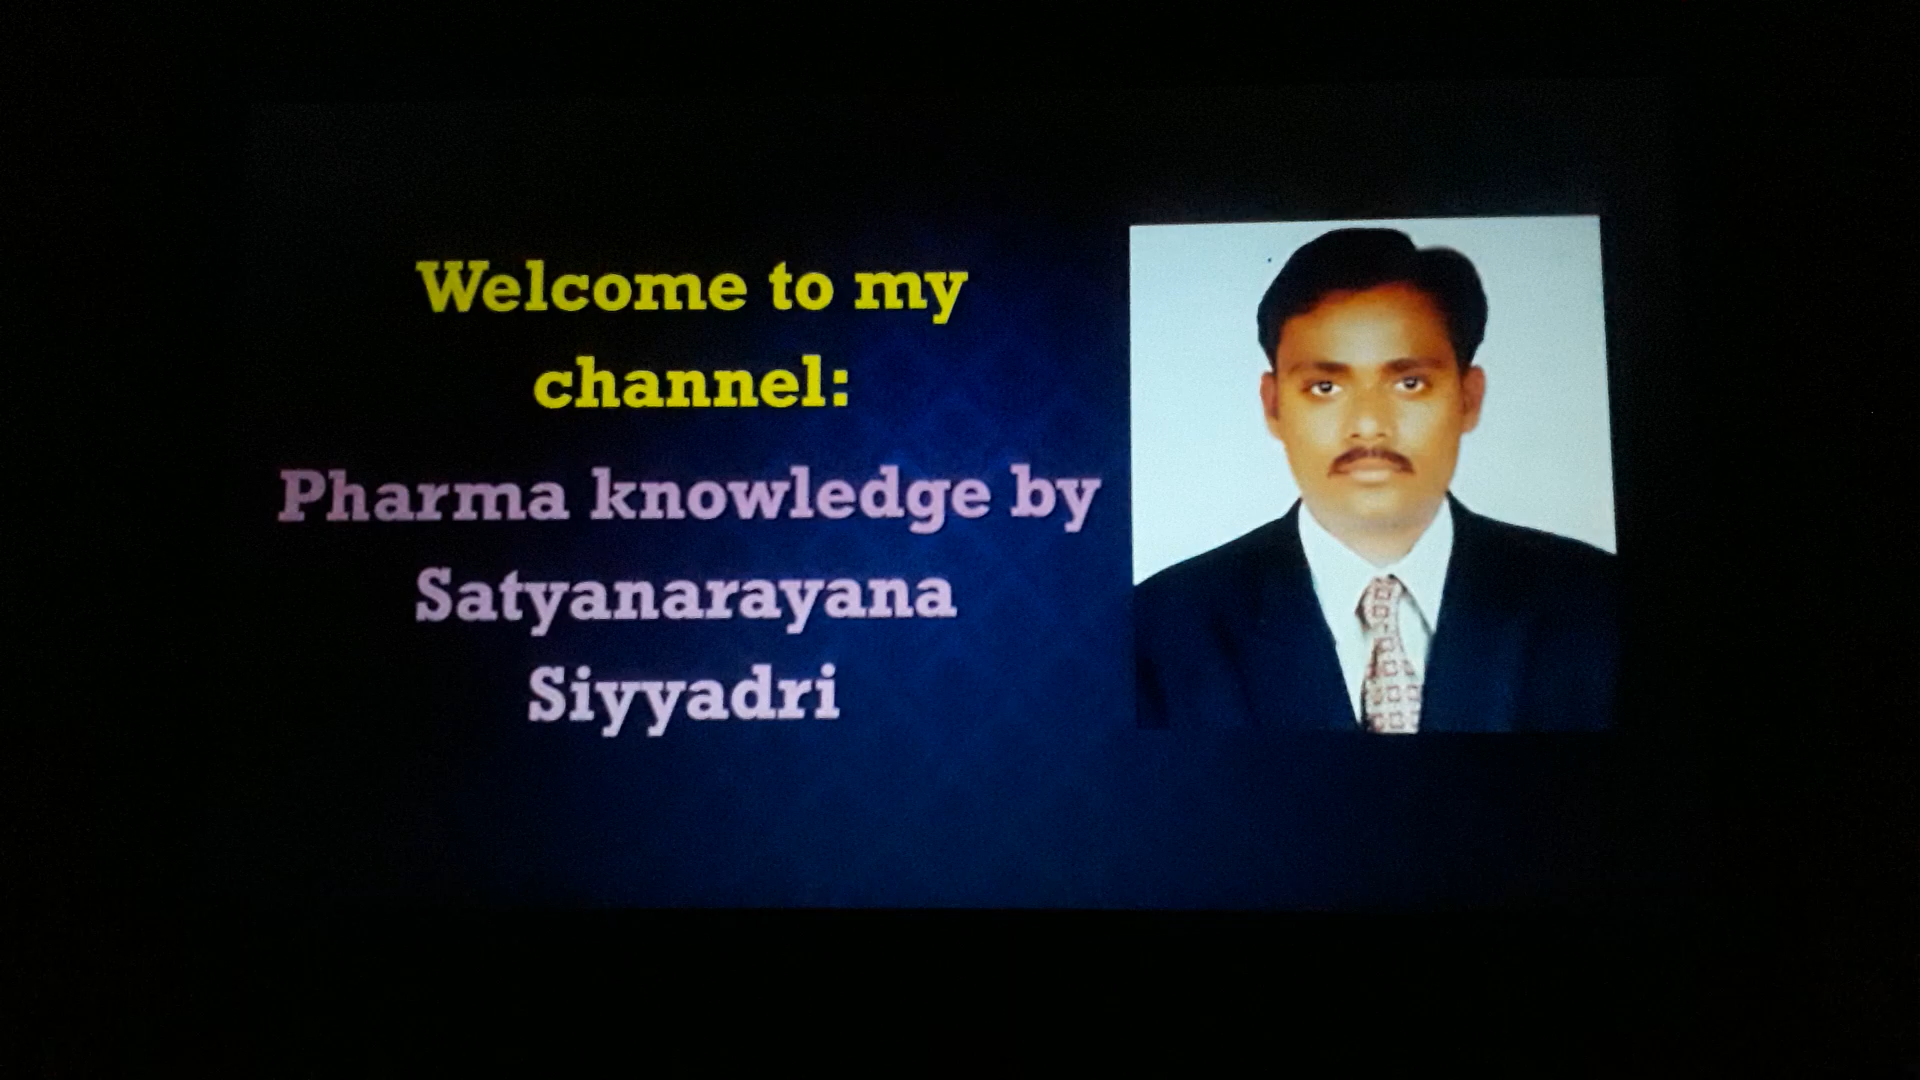 Welcome to my
channel:
Pharma knowledge by
Satyanarayana
Siyyadri